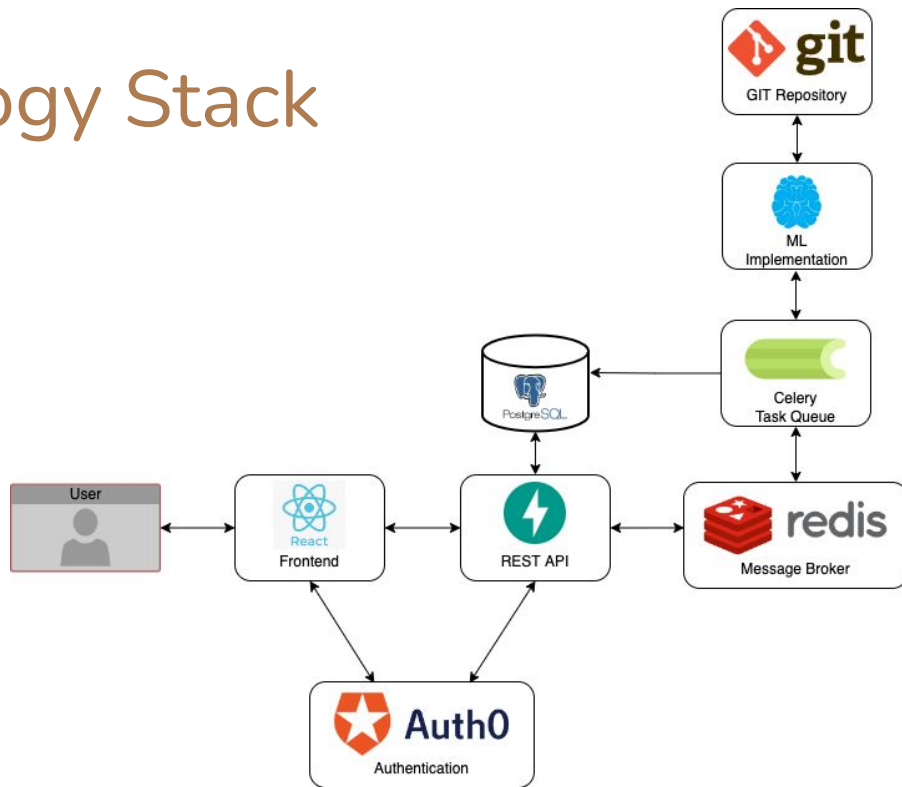 ogy Stack
git
GIT Repository
ML
Implementation
Celery
Task Queue
PostgreSQL
User
React
Frontend
REST API
redis
Message Broker
Auth0
Authentication